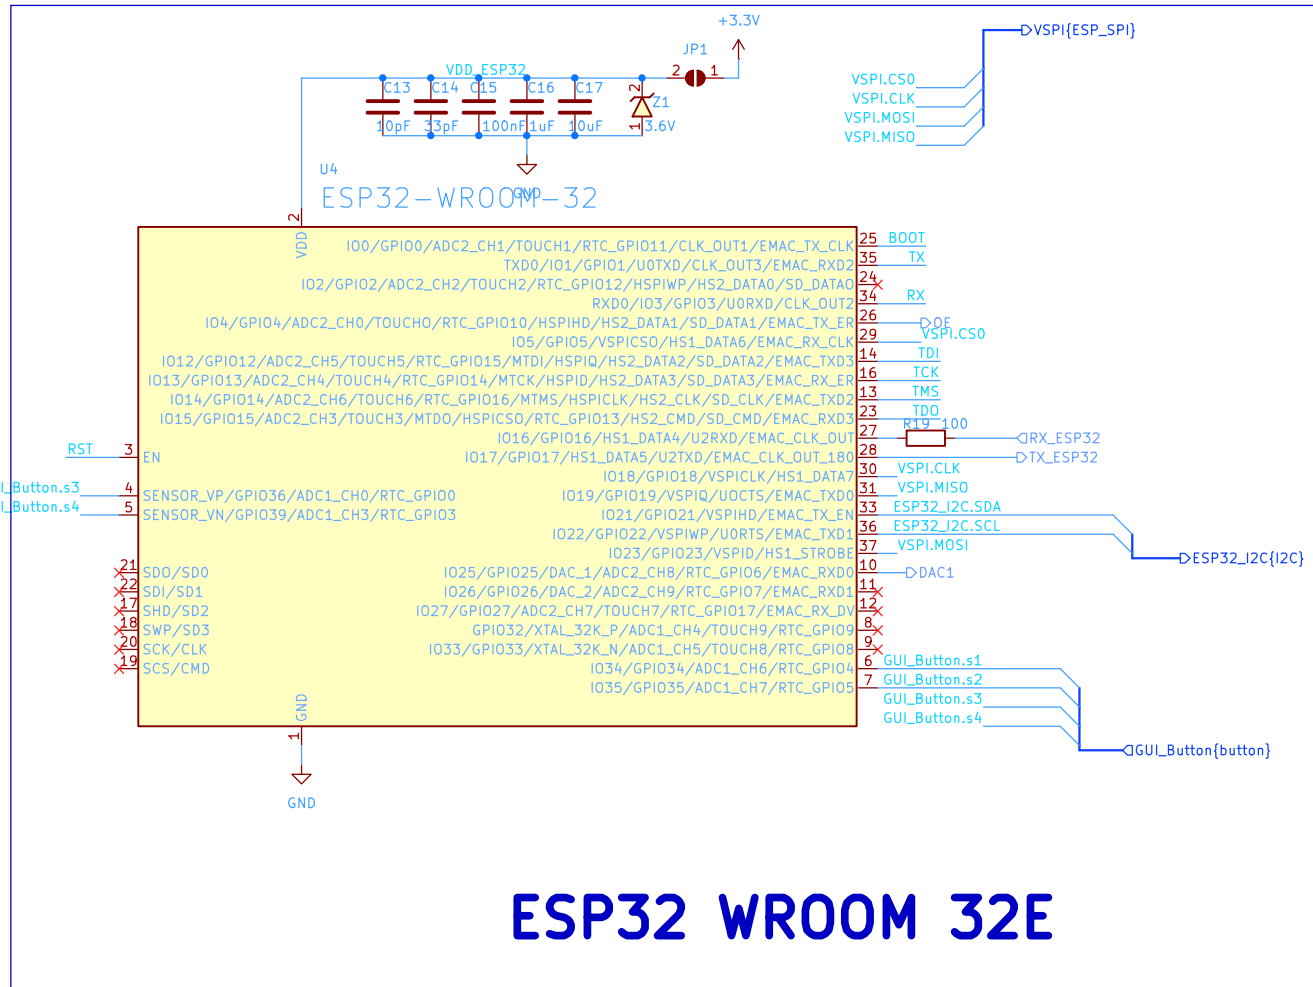 +3.3V
VSPI{ESP_SPI}
JP1
2 1
VDD_ESP32
VSPI.CS0
VSPI.CLK
VSPI.MOSI
VSPI.MISO
C13 C14 C15 C16 C17
2
Z1
1
10pF 33pF 100nF 1uF 10uF 3.6V
U4
GND
ESP32-WROOM-32
2
VDD
IO0/GPIO0/ADC2_CH1/TOUCH1/RTC_GPIO11/CLK_OUT1/EMAC_TX_CLK 25 BOOT
TXD0/IO1/GPIO1/U0TXD/CLK_OUT3/EMAC_RXD2 35 TX
IO2/GPIO2/ADC2_CH2/TOUCH2/RTC_GPIO12/HSPIWP/HS2_DATA0/SD_DATA0 24
RXD0/IO3/GPIO3/U0RXD/CLK_OUT2 34 RX
IO4/GPIO4/ADC2_CH0/TOUCH0/RTC_GPIO10/HSPIHD/HS2_DATA1/SD_DATA1/EMAC_TX_ER 26 OE
IO5/GPIO5/VSPICS0/HS1_DATA6/EMAC_RX_CLK 29 VSPI.CS0
IO12/GPIO12/ADC2_CH5/TOUCH5/RTC_GPIO15/MTDI/HSPIQ/HS2_DATA2/SD_DATA2/EMAC_TXD3 14 TDI
IO13/GPIO13/ADC2_CH4/TOUCH4/RTC_GPIO14/MTCK/HSPID/HS2_DATA3/SD_DATA3/EMAC_RX_ER 16 TCK
IO14/GPIO14/ADC2_CH6/TOUCH6/RTC_GPIO16/MTMS/HSPICLK/HS2_CLK/SD_CLK/EMAC_TXD2 13 TMS
IO15/GPIO15/ADC2_CH3/TOUCH3/MTDO/HSPICS0/RTC_GPIO13/HS2_CMD/SD_CMD/EMAC_RXD3 23 TDO
R19 100
IO16/GPIO16/HS1_DATA4/U2RXD/EMAC_CLK_OUT 27 RX_ESP32
RST 3 EN IO17/GPIO17/HS1_DATA5/U2TXD/EMAC_CLK_OUT_180 28 TX_ESP32
IO18/GPIO18/VSPICLK/HS1_DATA7 30 VSPI.CLK
I_Button.s3 4 SENSOR_VP/GPIO36/ADC1_CH0/RTC_GPIO0 IO19/GPIO19/VSPIQ/U0CTS/EMAC_TXD0 31 VSPI.MISO
I_Button.s4 5 SENSOR_VN/GPIO39/ADC1_CH3/RTC_GPIO3 IO21/GPIO21/VSPIHD/EMAC_TX_EN 33 ESP32_I2C.SDA
IO22/GPIO22/VSPIWP/U0RTS/EMAC_TXD1 36 ESP32_I2C.SCL
IO23/GPIO23/VSPID/HS1_STROBE 37 VSPI.MOSI
ESP32_I2C{I2C}
21 SDO/SD0 IO25/GPIO25/DAC_1/ADC2_CH8/RTC_GPIO6/EMAC_RXD0 10 DAC1
22 SDI/SD1 IO26/GPIO26/DAC_2/ADC2_CH9/RTC_GPIO7/EMAC_RXD1 11
17 SHD/SD2 IO27/GPIO27/ADC2_CH7/TOUCH7/RTC_GPIO17/EMAC_RX_DV 12
18 SWP/SD3 GPIO32/XTAL_32K_P/ADC1_CH4/TOUCH9/RTC_GPIO9 8
20 SCK/CLK IO33/GPIO33/XTAL_32K_N/ADC1_CH5/TOUCH8/RTC_GPIO8 9
19 SCS/CMD IO34/GPIO34/ADC1_CH6/RTC_GPIO4 6 GUI_Button.s1
IO35/GPIO35/ADC1_CH7/RTC_GPIO5 7 GUI_Button.s2
GUI_Button.s3
GUI_Button.s4
GND
1
GUI_Button{button}
GND
ESP32 WROOM 32E